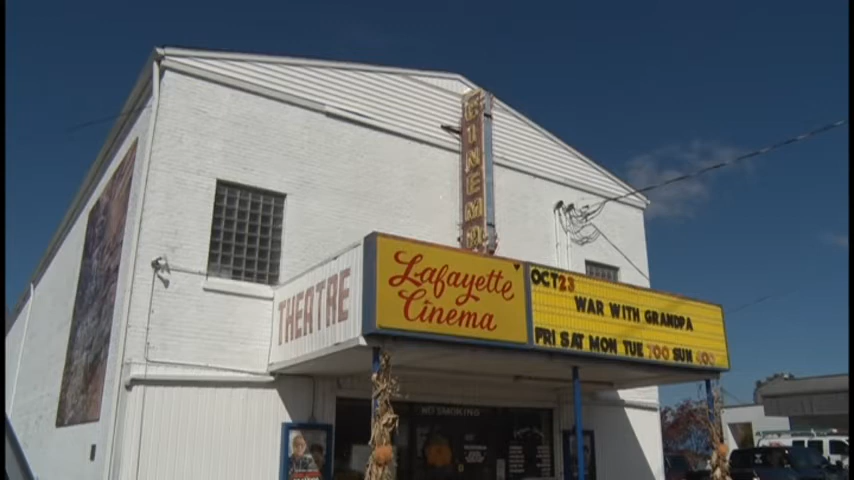 CINEMA
THEATRE
Lafayette
Cinema
OCT23
WAR WITH GRANDPA
FRI SAT MON TUE 700 SUN 400
NO SMOKING